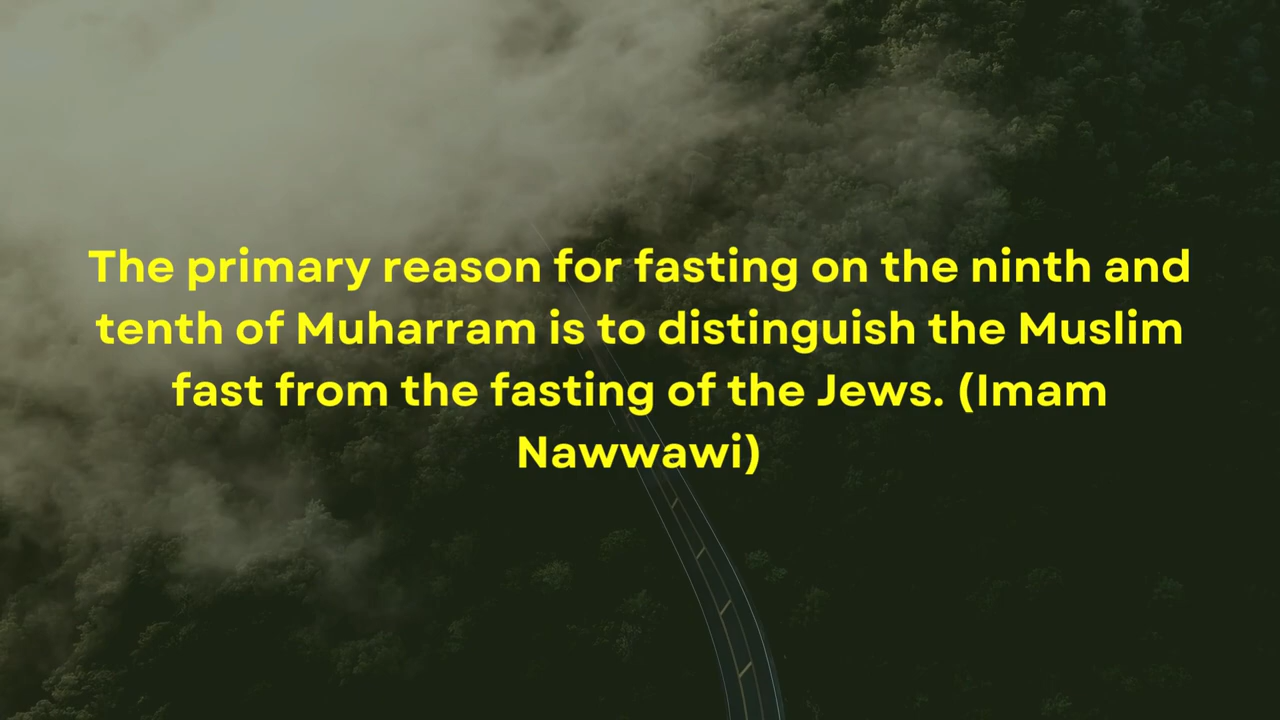 The primary reason for fasting on the ninth and
tenth of Muharram is to distinguish the Muslim
fast from the fasting of the Jews. (Imam
Nawwawi)